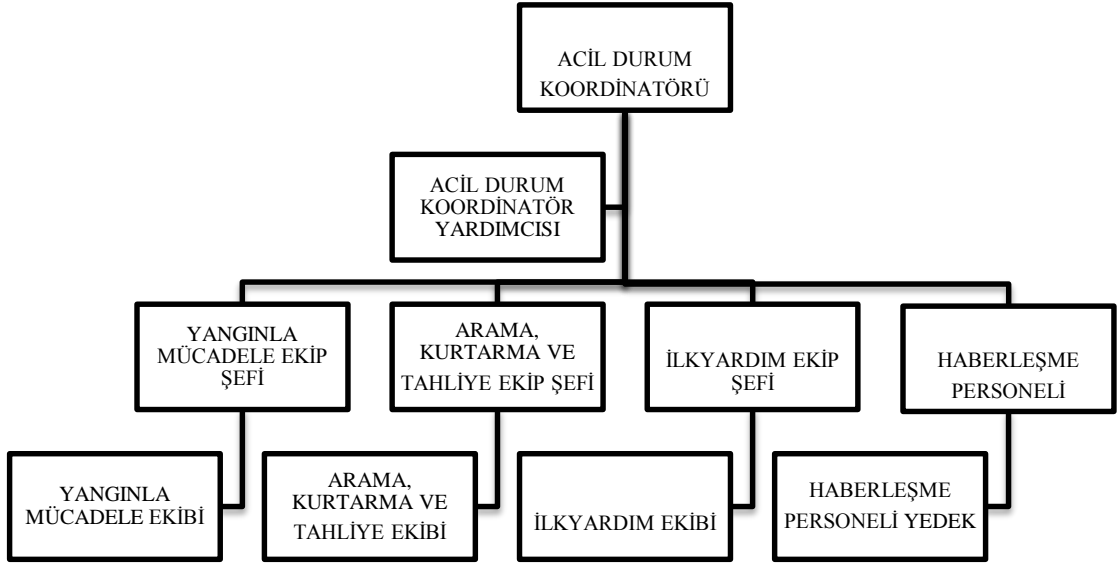 ACİL DURUM
KOORDİNATÖRÜ
ACİL DURUM
KOORDİNATÖR
YARDIMCISI
YANGINLA
MÜCADELE EKİP
ŞEFİ
ARAMA,
KURTARMA VE
TAHLİYE EKİP ŞEFİ
İLKYARDIM EKİP
ŞEFİ
HABERLEŞME
PERSONELİ
YANGINLA
MÜCADELE EKİBİ
ARAMA,
KURTARMA VE
TAHLİYE EKİBİ
İLKYARDIM EKİBİ
HABERLEŞME
PERSONELİ YEDEK